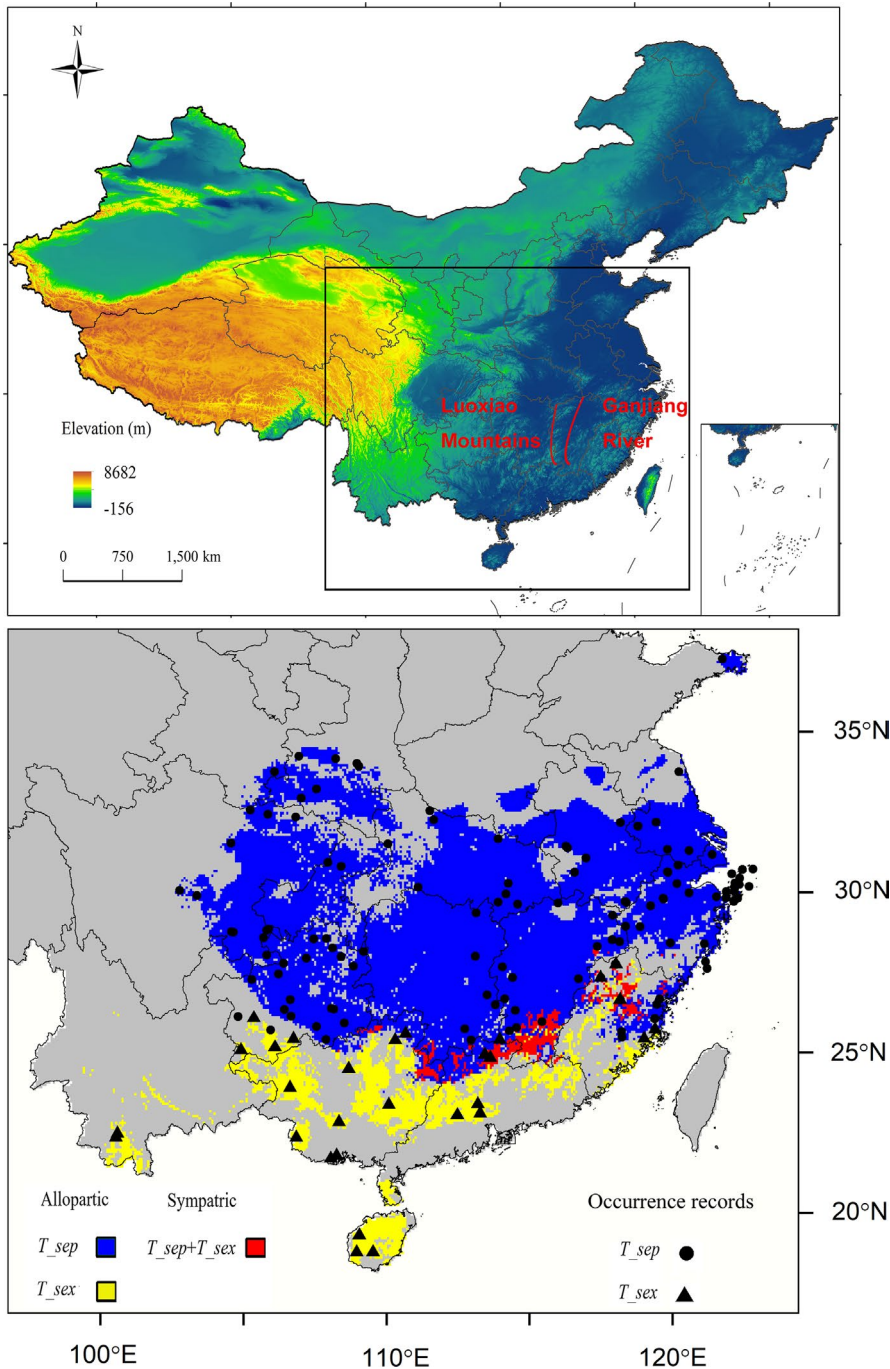 N
Luoxiao
Mountains
Ganjiang
River
Elevation (m)
8682
-156
0 750 1,500 km
35°N
30°N
25°N
20°N
Allopartic
Sympatric
T_sep
T_sep+T_sex
T_sex
Occurrence records
T_sep
T_sex
100°E
110°E
120°E